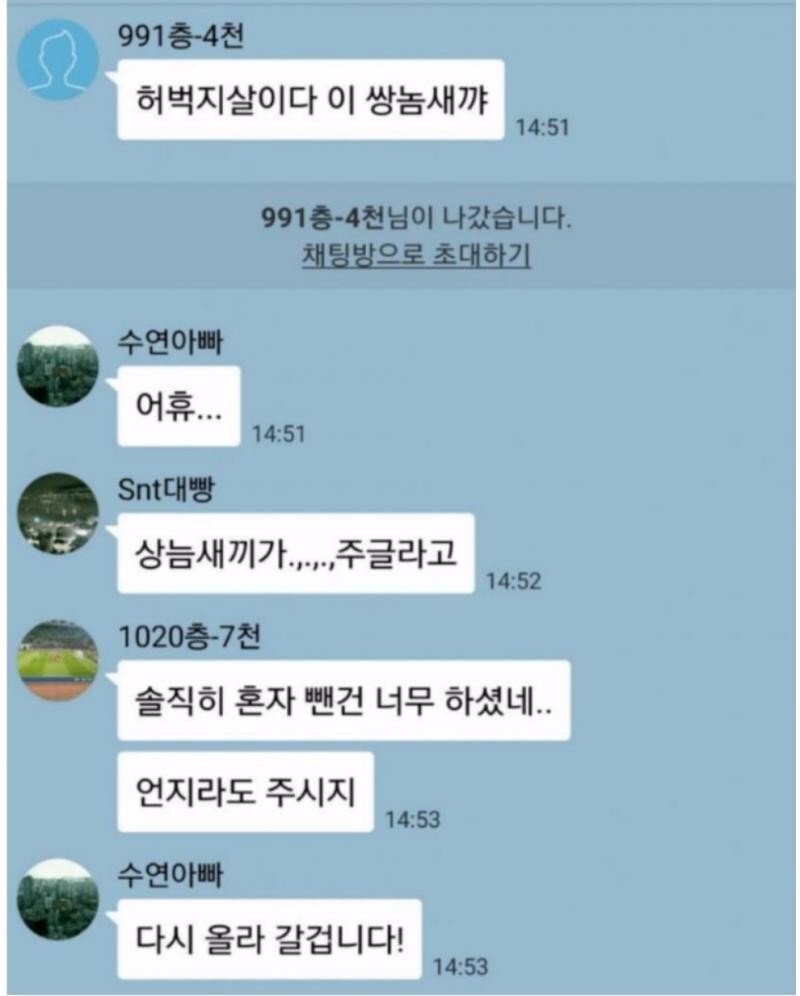 991층-4천
허벅지살이다 이 쌍놈새꺄
14:51
991층-4천님이 나갔습니다.
채팅방으로 초대하기
수연아빠
어휴...
14:51
Snt대빵
상늠새끼가.,.,.,주글라고
14:52
1020층-7천
솔직히 혼자 뺀건 너무 하셨네..
언지라도 주시지
14:53
수연아빠
다시 올라 갈겁니다!
14:53